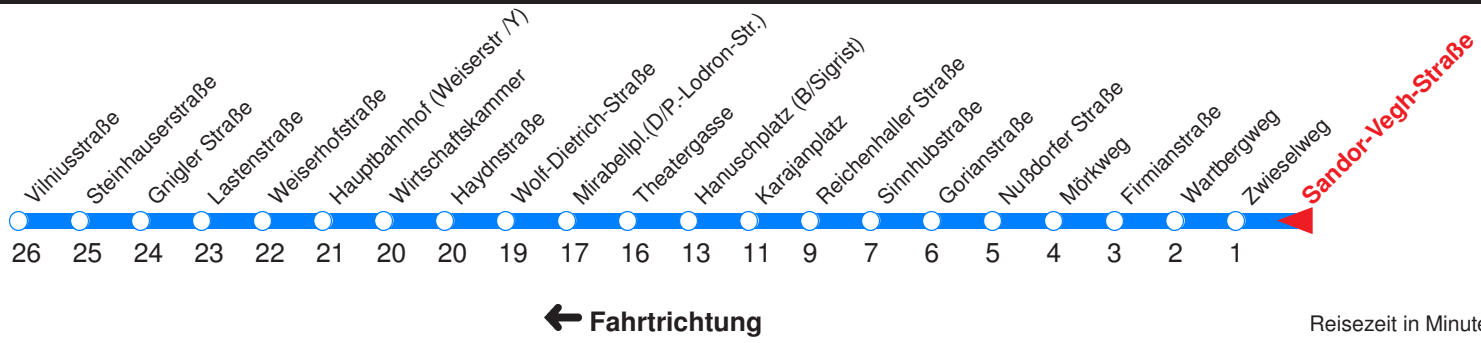 Viliniusstraße
Steinhauserstraße
Gnigler Straße
Lastenstraße
Weiserhofstraße
Hauptbahnhof (Weiserstr /Y)
Wirtschaftskammer
Haydnstraße
Wolf-Dietrich-Straße
Mirabellpl.(D/P.-Lodron-Str.)
Theatergasse
Hanuschplatz (B/Sigrist)
Karajanplatz
Reichenhaller Straße
Sinnhubstraße
Gorianstraße
Nußdorfer Straße
Mörkweg
Firmianstraße
Wartbergweg
Zwieselweg
Sandor-Vegh-Straße
26 25 24 23 22 21 20 20 19 17 16 13 11 9 7 6 5 4 3 2 1
Fahrtrichtung
Reisezeit in Minute